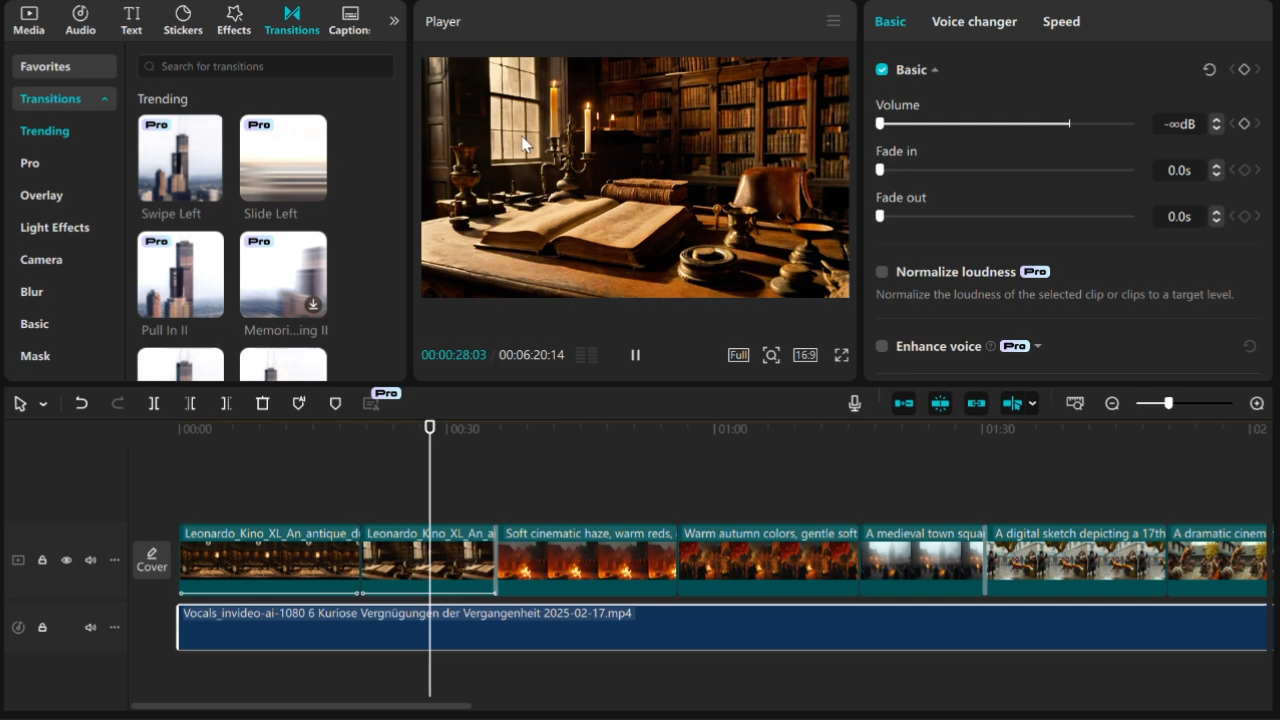 Media
Audio
Text
Stickers
Effects
Transitions
Caption
Favorites
Transitions
Trending
Pro
Overlay
Light Effects
Camera
Blur
Basic
Mask
Search for transitions
Trending
Pro
Swipe Left
Pro
Slide Left
Pro
Pull In II
Pro
Memori...ing II
Player
00:00:28:03 / 00:06:20:14
Full
16:9
Basic
Voice changer
Speed
Basic
Volume
-∞dB
Fade in
0.0s
Fade out
0.0s
Normalize loudness Pro
Normalize the loudness of the selected clip or clips to a target level.
Enhance voice Pro
Pro
00:00
00:30
01:00
01:30
02
Cover
Leonardo_Kino_XL_An_antique_d
Leonardo_Kino_XL_An_a
Soft cinematic haze, warm reds,
Warm autumn colors, gentle soft
A medieval town squa
A digital sketch depicting a 17th
A dramatic cinem
Vocals_invideo-ai-1080 6 Kuriose Vergnügungen der Vergangenheit 2025-02-17.mp4